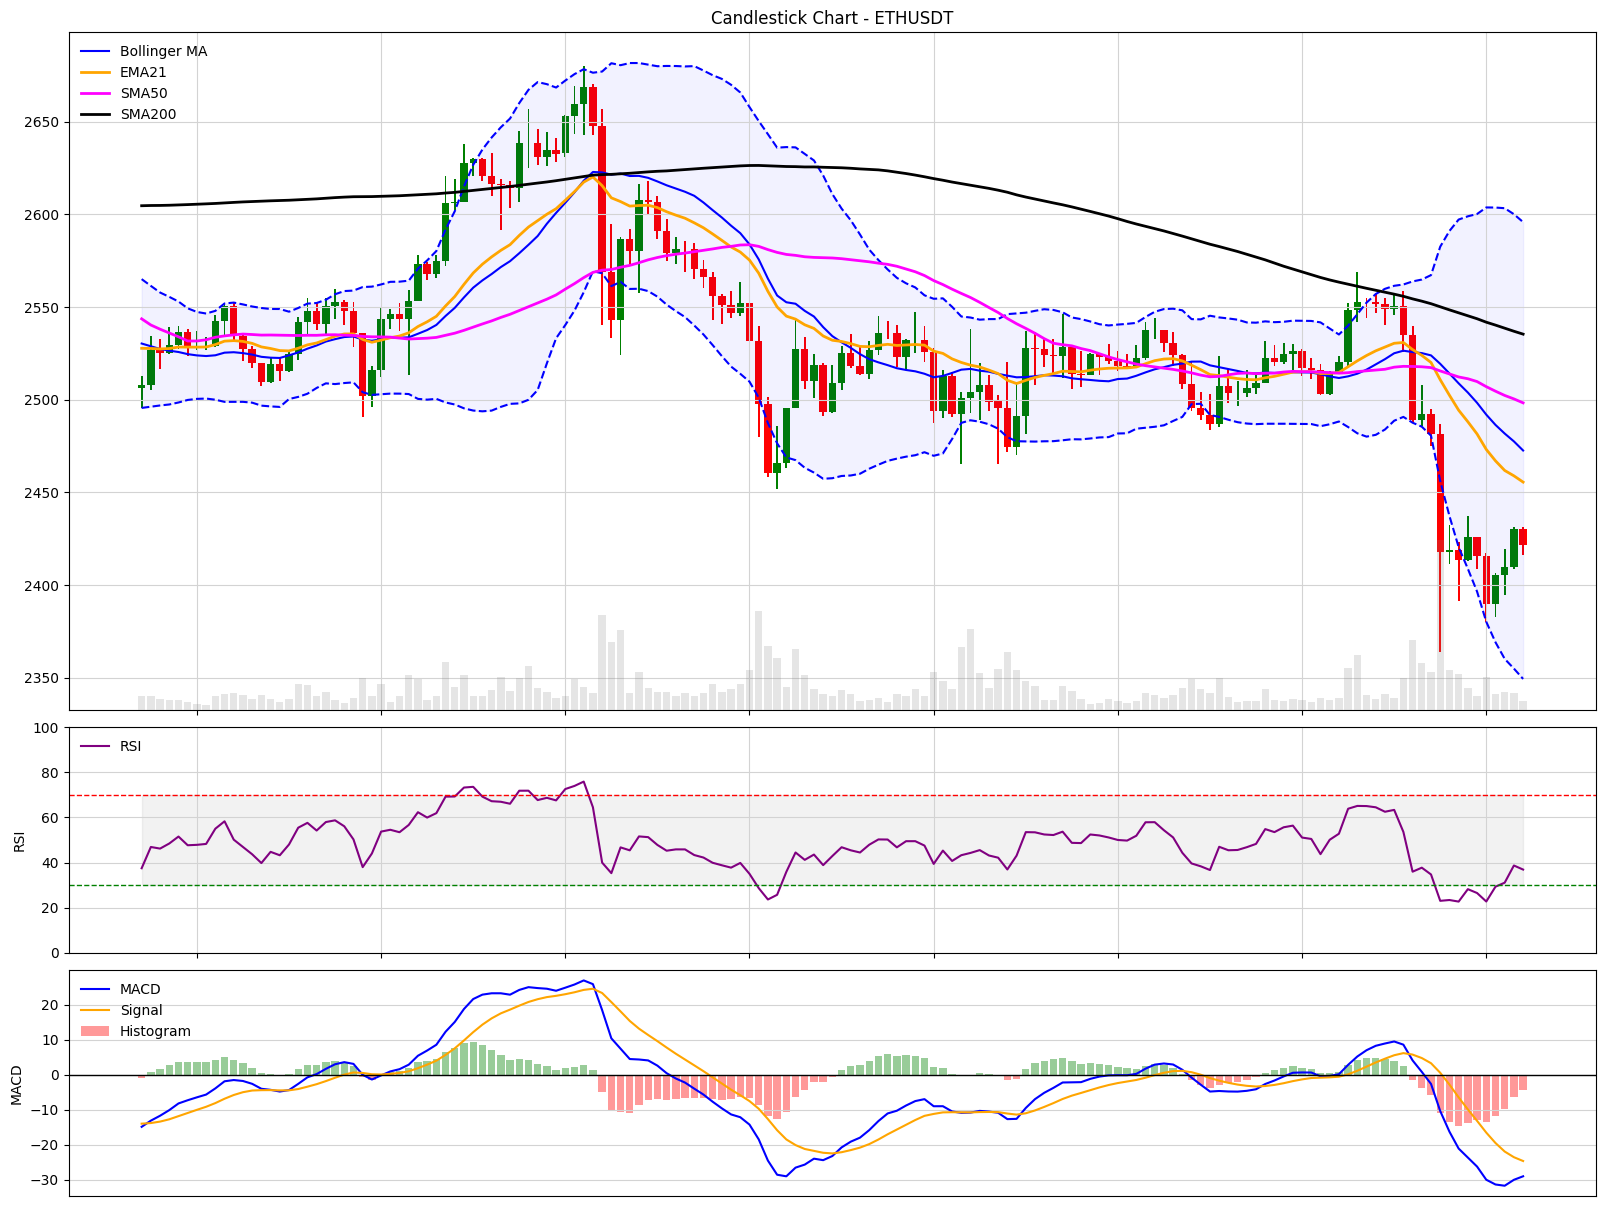 Candlestick Chart - ETHUSDT
Bollinger MA
EMA21
SMA50
SMA200
2650
2600
2550
2500
2450
2400
2350
100
80
60
40
20
0
RSI
RSI
20
10
0
−10
−20
−30
MACD
MACD
Signal
Histogram